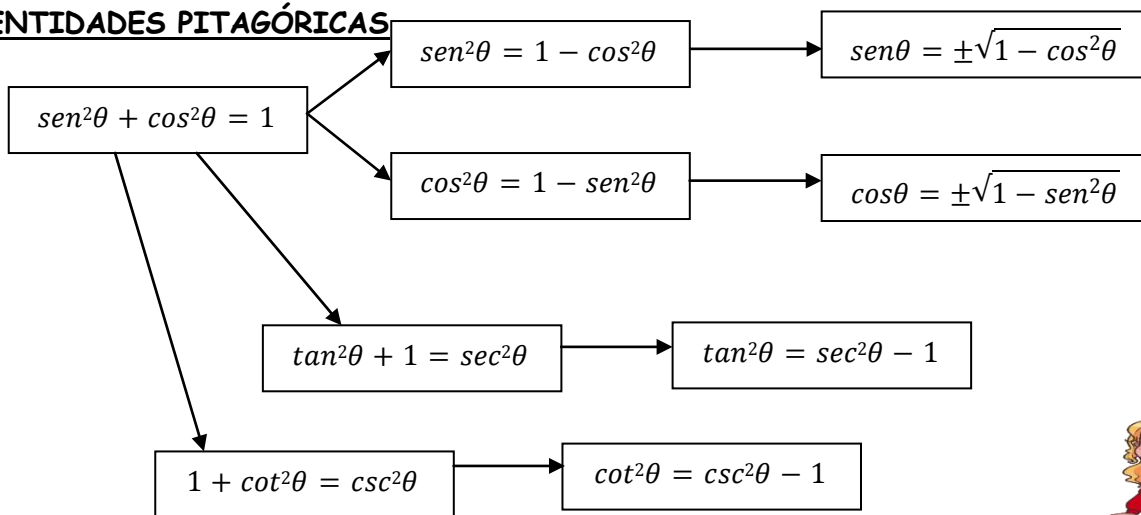 ENTIDADES PITAGÓRICAS
sen²θ = 1 − cos²θ
senθ = ±√1 − cos²θ
sen²θ + cos²θ = 1
cos²θ = 1 − sen²θ
cosθ = ±√1 − sen²θ
tan²θ + 1 = sec²θ
tan²θ = sec²θ − 1
1 + cot²θ = csc²θ
cot²θ = csc²θ − 1